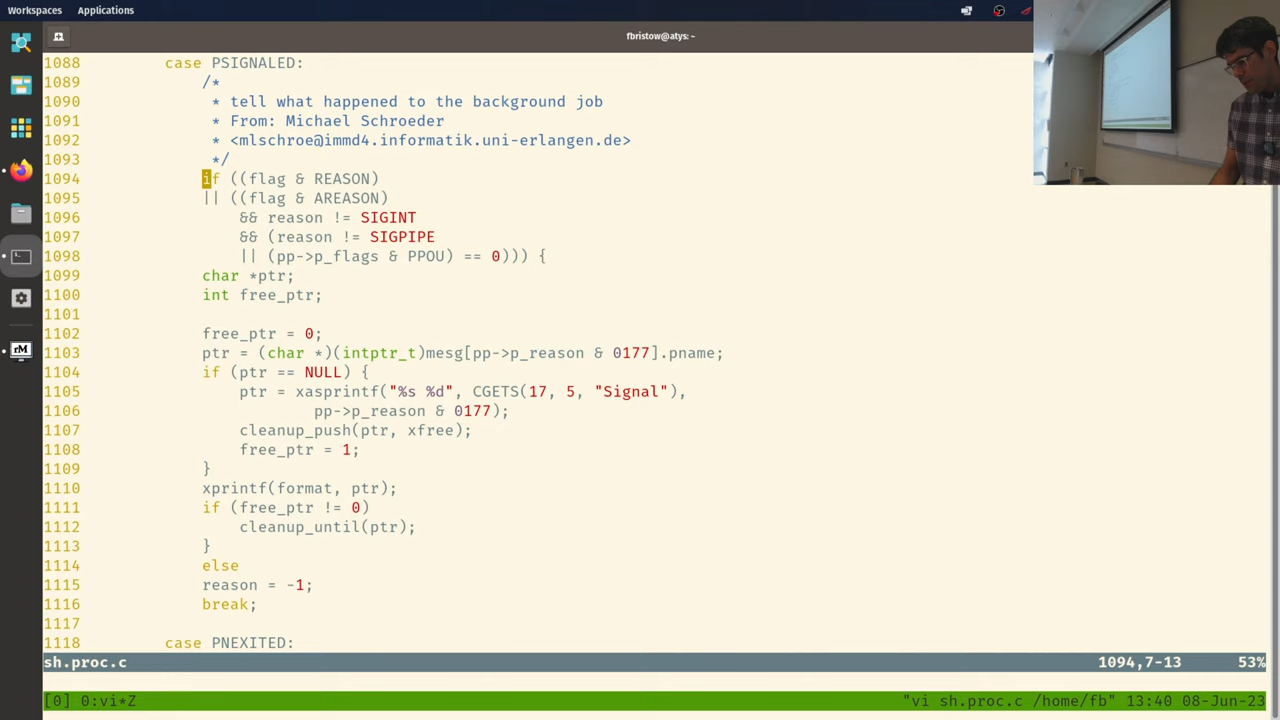 Workspaces Applications
fbristow@atys: ~
1088 case PSIGNALED:
1089 /*
1090 * tell what happened to the background job
1091 * From: Michael Schroeder
1092 * <mlschroe@immd4.informatik.uni-erlangen.de>
1093 */
1094 if ((flag & REASON)
1095 || ((flag & AREASON)
1096 && reason != SIGINT
1097 && (reason != SIGPIPE
1098 || (pp->p_flags & PPOU) == 0))) {
1099 char *ptr;
1100 int free_ptr;
1101
1102 free_ptr = 0;
1103 ptr = (char *)(intptr_t)mesg[pp->p_reason & 0177].pname;
1104 if (ptr == NULL) {
1105 ptr = xasprintf("%s %d", CGETS(17, 5, "Signal"),
1106 pp->p_reason & 0177);
1107 cleanup_push(ptr, xfree);
1108 free_ptr = 1;
1109 }
1110 xprintf(format, ptr);
1111 if (free_ptr != 0)
1112 cleanup_until(ptr);
1113 }
1114 else
1115 reason = -1;
1116 break;
1117
1118 case PNEXITED:
sh.proc.c 1094,7-13 53%
[0] 0:vi*Z "vi sh.proc.c /home/fb" 13:40 08-Jun-23
rM